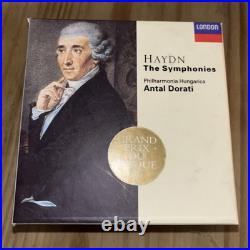 LONDON
HAYDN
The Symphonies
Philharmonia Hungarica
Antal Dorati
GRAND
PRIX
DU
DISQUE